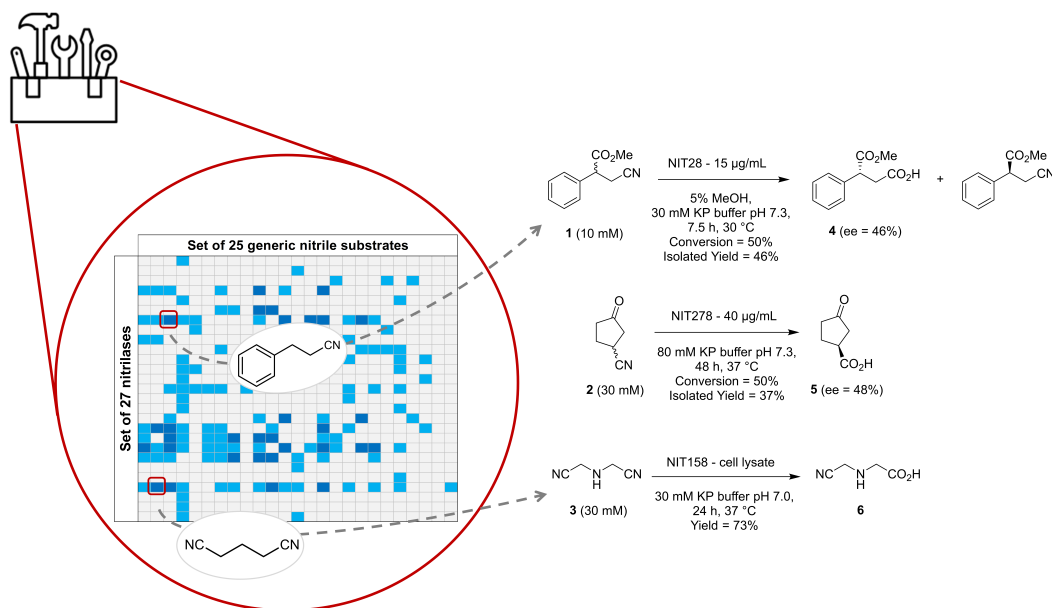 Set of 25 generic nitrile substrates
Set of 27 nitrilases
CN
NC CN
CO₂Me
CN
1 (10 mM)
NIT28 - 15 µg/mL
5% MeOH,
30 mM KP buffer pH 7.3,
7.5 h, 30 °C
Conversion = 50%
Isolated Yield = 46%
CO₂Me
CO₂H
4 (ee = 46%)
+
CO₂Me
CN
O
CN
2 (30 mM)
NIT278 - 40 µg/mL
80 mM KP buffer pH 7.3,
48 h, 37 °C
Conversion = 50%
Isolated Yield = 37%
O
CO₂H
5 (ee = 48%)
CN N CN
H
3 (30 mM)
NIT158 - cell lysate
30 mM KP buffer pH 7.0,
24 h, 37 °C
Yield = 73%
CN N CO₂H
H
6